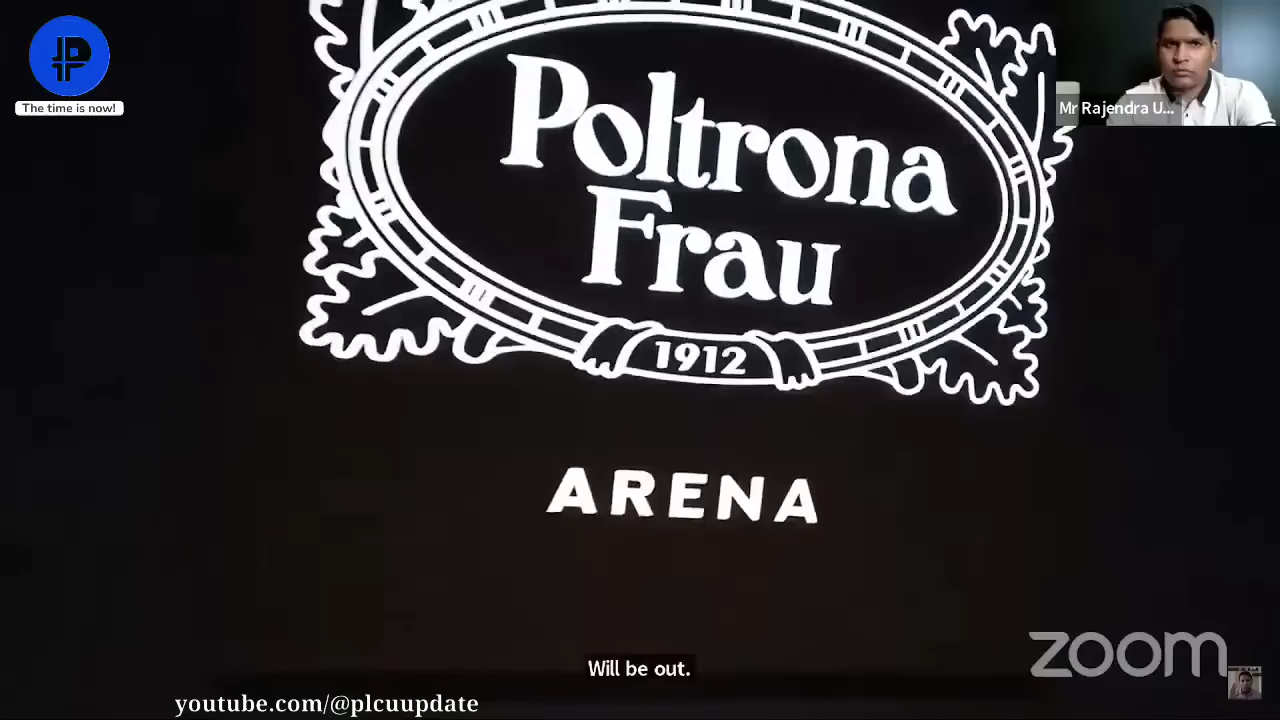 The time is now!
Mr Rajendra U...
Poltrona
Frau
1912
ARENA
Will be out.
zoom
youtube.com/@plcuupdate